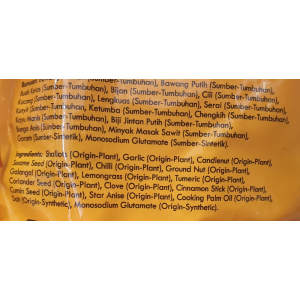 Bawang Putih (Sumber-Tumbuhan),
Buah Keras (Sumber-Tumbuhan), Bijan (Sumber-Tumbuhan), Cili (Sumber-
Kacang (Sumber-Tumbuhan), Lengkuas (Sumber-Tumbuhan), Serai (Sumber-Tumbuhan),
Kunyit (Sumber-Tumbuhan), Ketumba (Sumber-Tumbuhan), Chengkih (Sumber-Tumbuhan),
Kayu Manis (Sumber-Tumbuhan), Biji Jintan Putih (Sumber-Tumbuhan),
Bunga Aols (Sumber-Tumbuhan), Minyak Masak Sawit (Sumber-Tumbuhan),
Garam (Sumber-Sintetik), Monosodium Glutamate (Sumber-Sintetik).
Ingredients: Shallots (Origin-Plant), Garlic (Origin-Plant), Candlenut (Origin-Plant),
Sesame Seed (Origin-Plant), Chilli (Origin-Plant), Ground Nut (Origin-Plant),
Galangal (Origin-Plant), Lemongrass (Origin-Plant), Tumeric (Origin-Plant),
Coriander Seed (Origin-Plant), Clove (Origin-Plant), Cinnamon Stick (Origin-Plant),
Cumin Seed (Origin-Plant), Star Anise (Origin-Plant), Cooking Palm Oil (Origin-Plant),
Salt (Origin-Synthetic), Monosodium Glutamate (Origin-Synthetic).